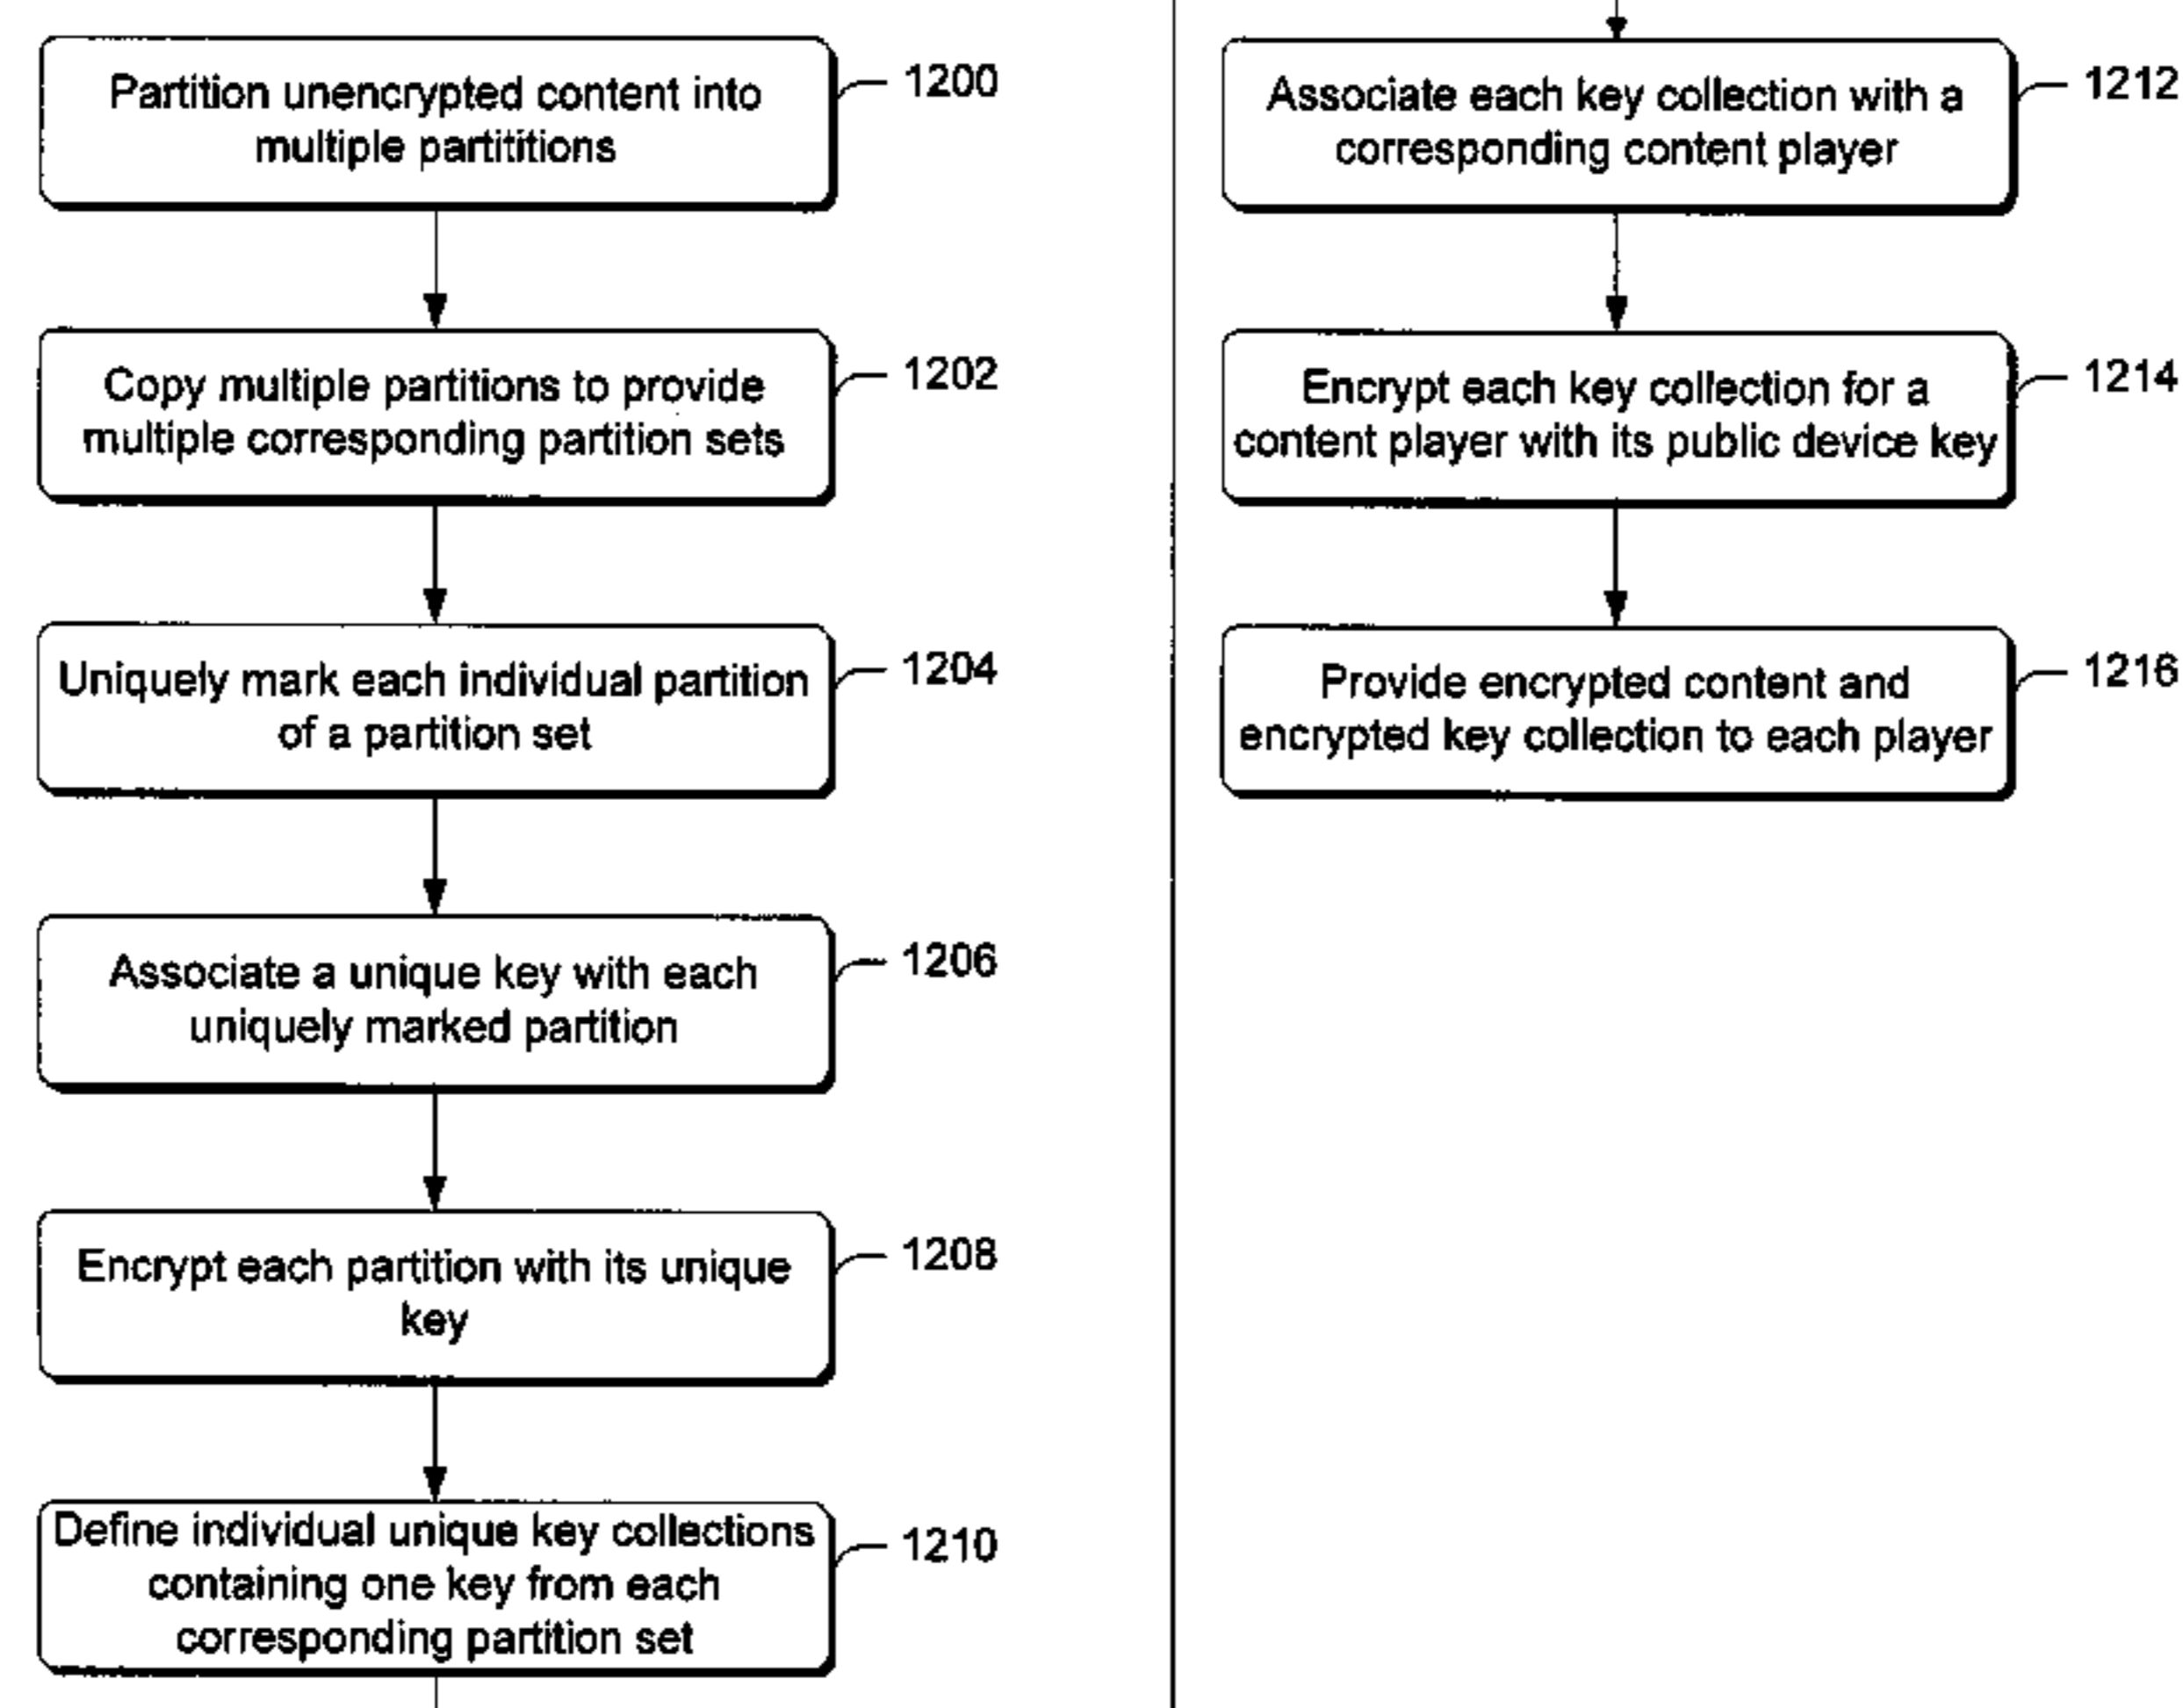 Partition unencrypted content into
multiple partititions
1200
Copy multiple partitions to provide
multiple corresponding partition sets
1202
Uniquely mark each individual partition
of a partition set
1204
Associate a unique key with each
uniquely marked partition
1206
Encrypt each partition with its unique
key
1208
Define individual unique key collections
containing one key from each
corresponding partition set
1210
Associate each key collection with a
corresponding content player
1212
Encrypt each key collection for a
content player with its public device key
1214
Provide encrypted content and
encrypted key collection to each player
1216